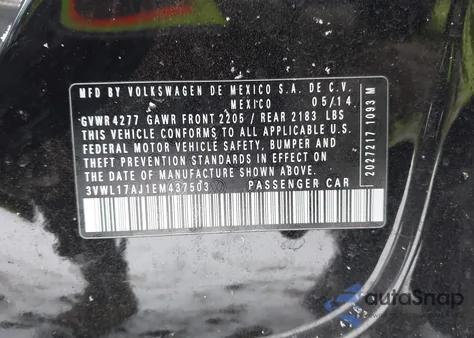 MFD BY VOLKSWAGEN DE MEXICO S.A. DE C.V.
MEXICO 05/14
GVWR 4277 GAWR FRONT 2205 / REAR 2183 LBS
THIS VEHICLE CONFORMS TO ALL APPLICABLE U.S.
FEDERAL MOTOR VEHICLE SAFETY, BUMPER AND
THEFT PREVENTION STANDARDS IN EFFECT ON
THE DATE OF MANUFACTURE SHOWN ABOVE.
3VWL17AJ1EM437503 PASSENGER CAR
2027217 1093 M
autoSnap